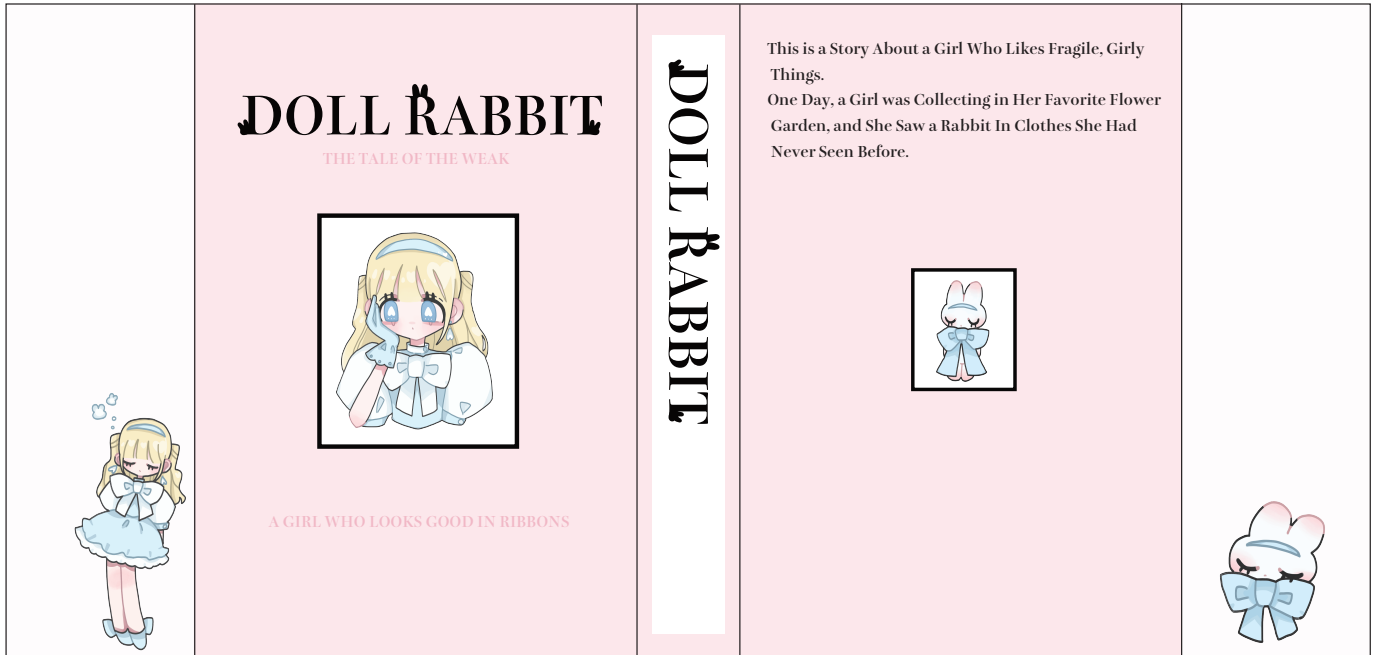 DOLL RABBIT
THE TALE OF THE WEAK
A GIRL WHO LOOKS GOOD IN RIBBONS
DOLL RABBIT
This is a Story About a Girl Who Likes Fragile, Girly
Things.
One Day, a Girl was Collecting in Her Favorite Flower
Garden, and She Saw a Rabbit In Clothes She Had
Never Seen Before.